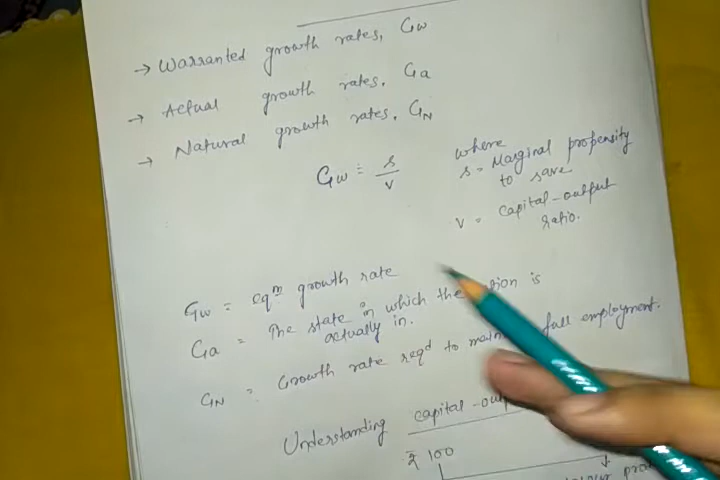 → Warranted growth rates, Gw
→ Actual growth rates, Ga
→ Natural growth rates, GN
Gw = s/v
where
s = Marginal propensity
to save
v = capital-output
ratio.
Gw = eqm growth rate
Ga = The state in which the is
actually in.
GN = Growth rate reqd to full employment.
Understanding capital-
₹ 100